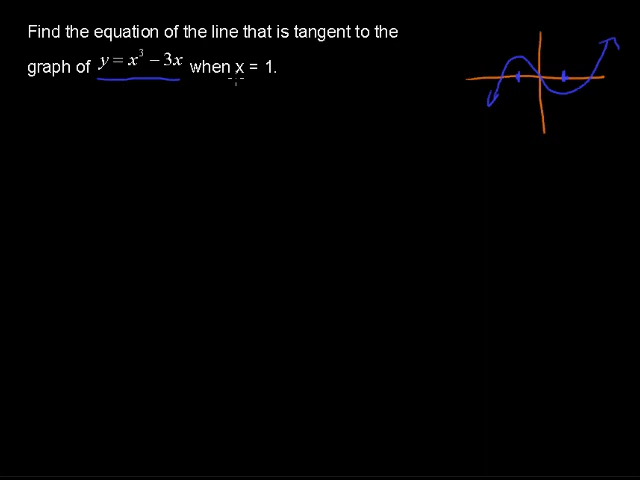 Find the equation of the line that is tangent to the
graph of y = x³ − 3x when x = 1.